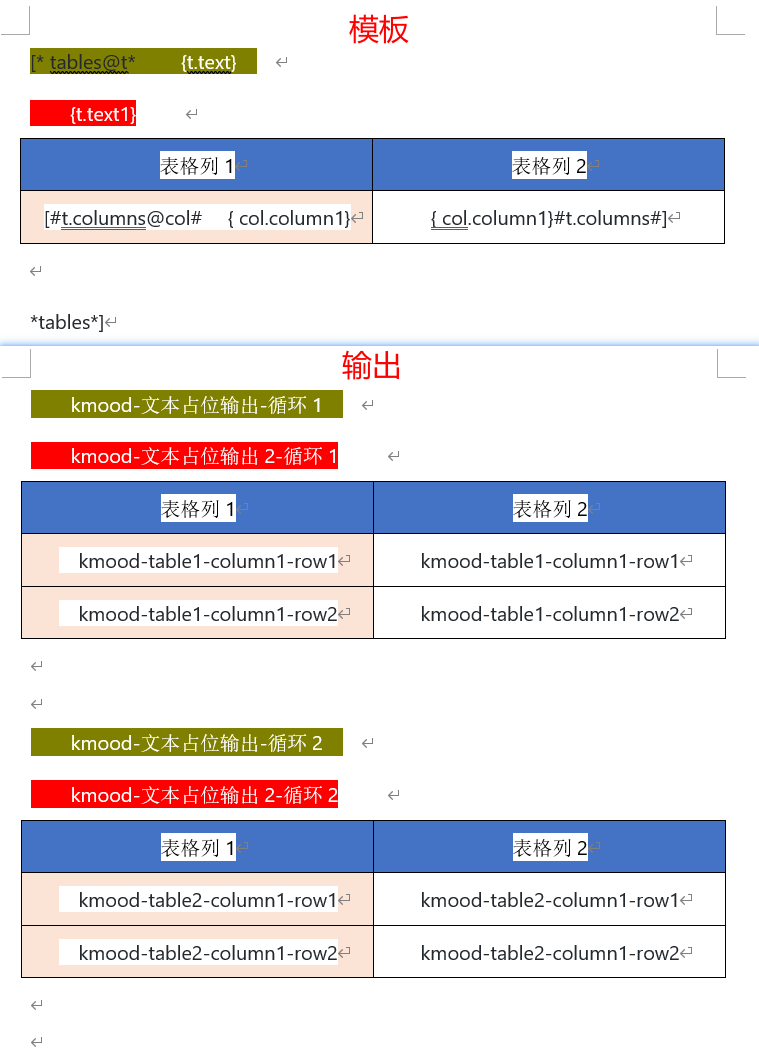 模板
[* tables@t* {t.text}
{t.text1}
表格列 1 表格列 2
[#t.columns@col# { col.column1} { col.column1}#t.columns#]
*tables*]
输出
kmood-文本占位输出-循环 1
kmood-文本占位输出 2-循环 1
表格列 1 表格列 2
kmood-table1-column1-row1 kmood-table1-column1-row1
kmood-table1-column1-row2 kmood-table1-column1-row2
kmood-文本占位输出-循环 2
kmood-文本占位输出 2-循环 2
表格列 1 表格列 2
kmood-table2-column1-row1 kmood-table2-column1-row1
kmood-table2-column1-row2 kmood-table2-column1-row2